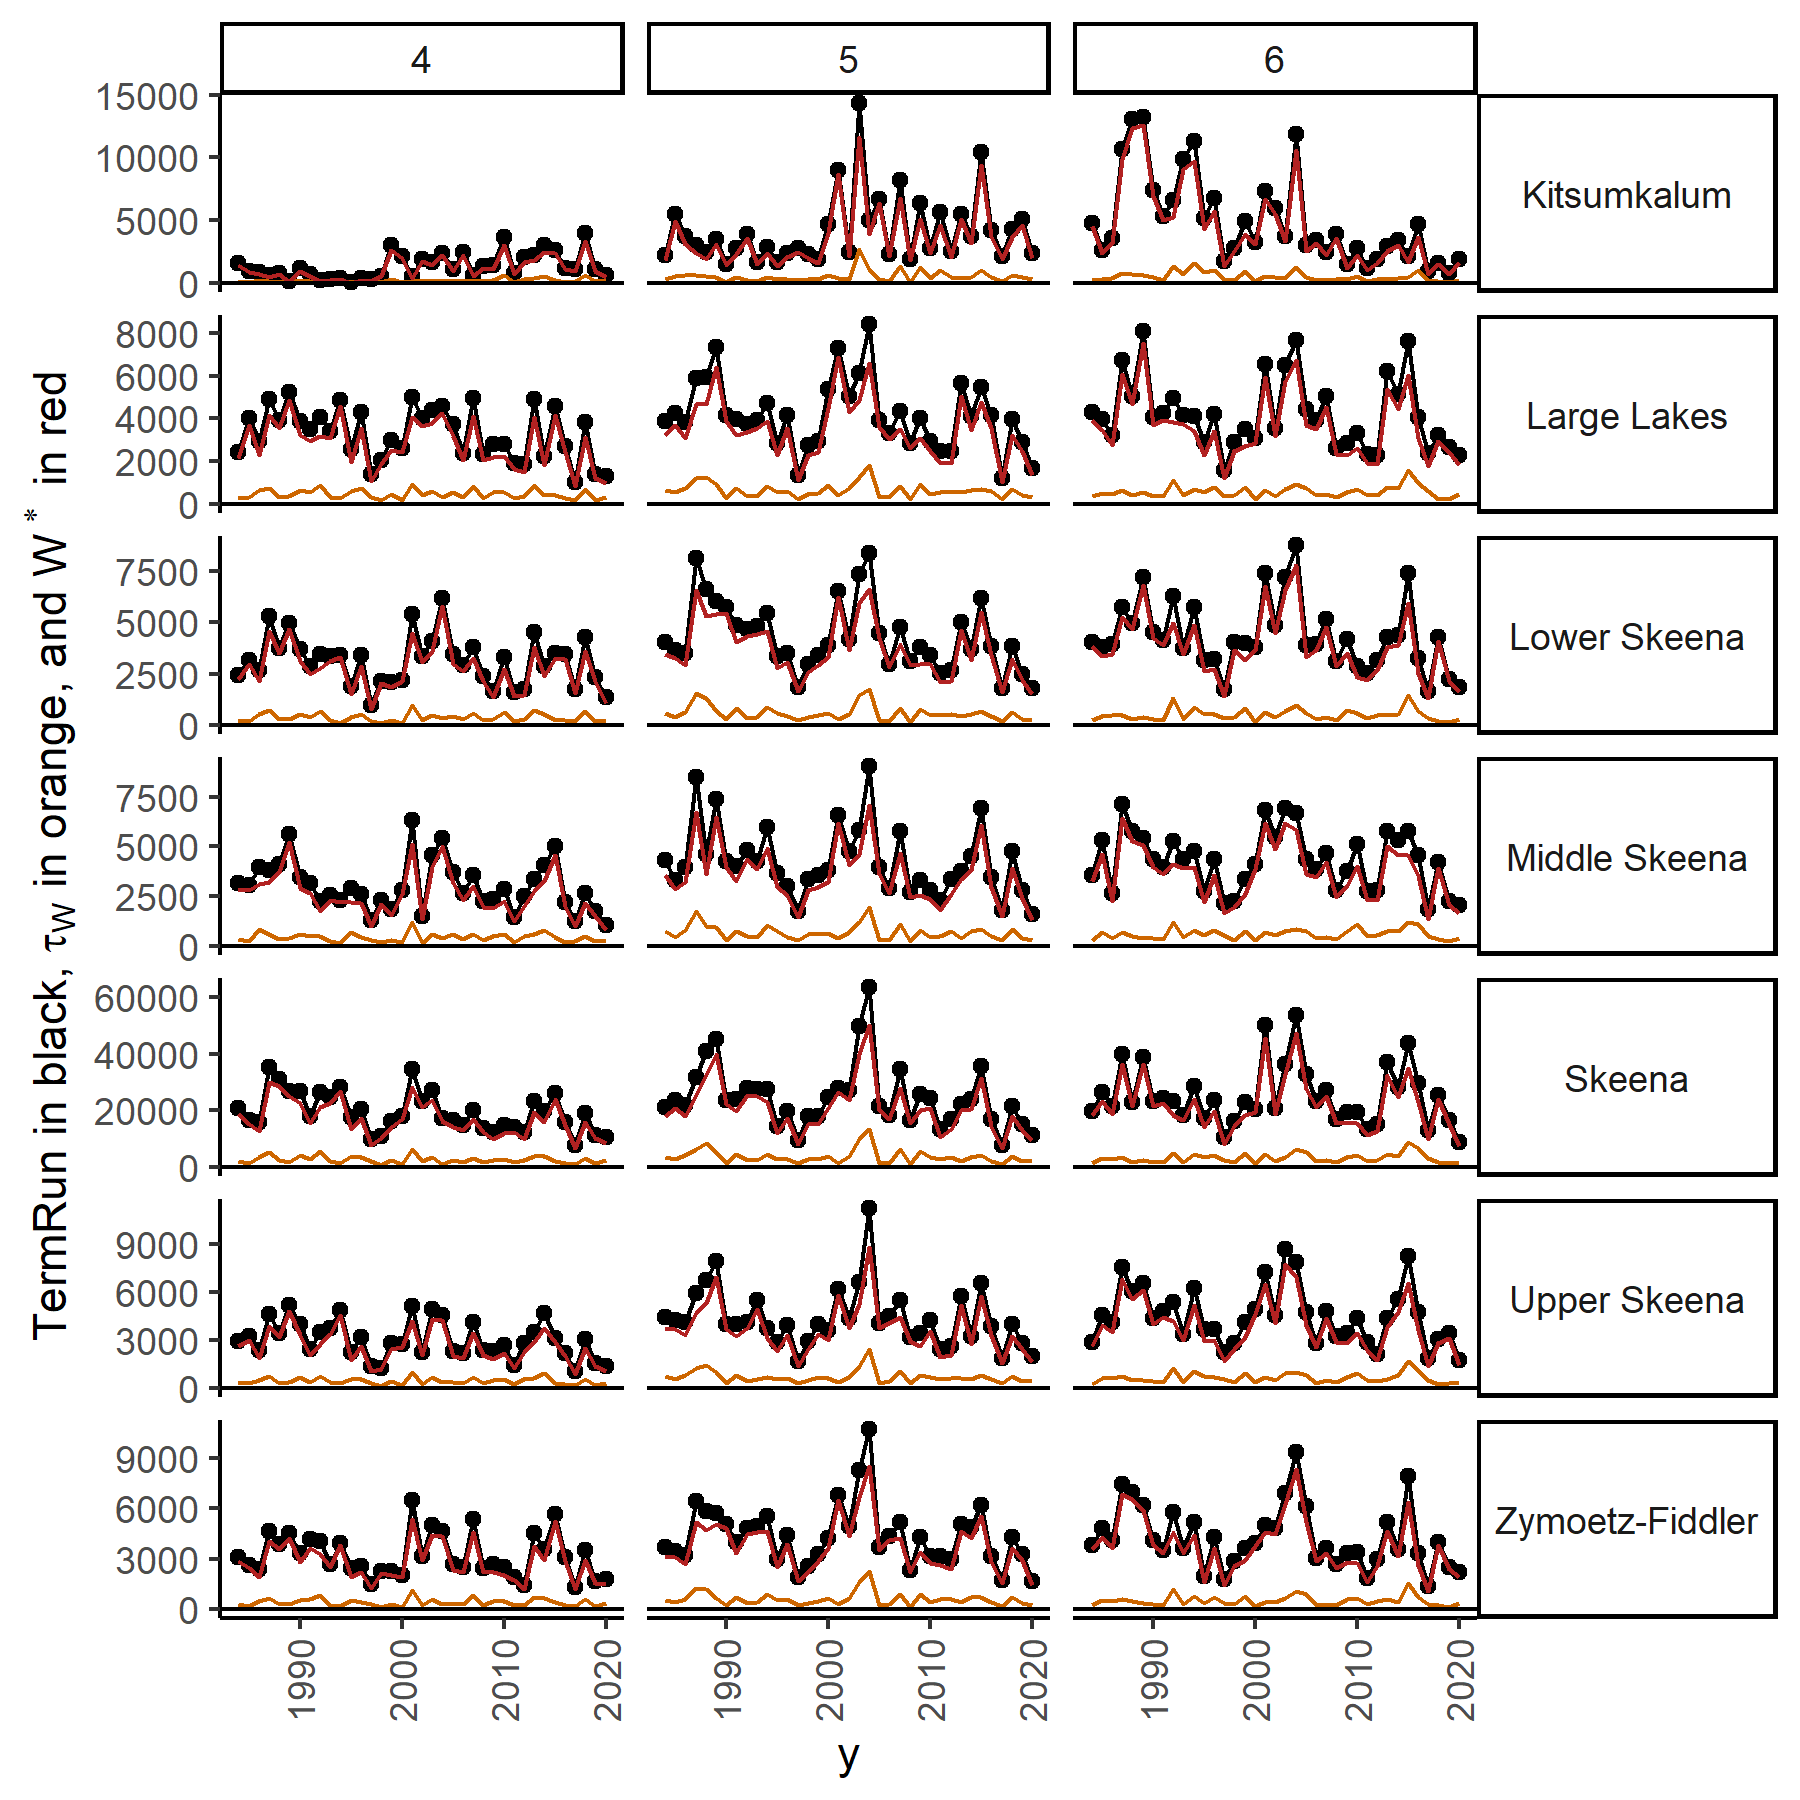 4 5 6
15000
10000
5000
0
Kitsumkalum
8000
6000
4000
2000
0
Large Lakes
7500
5000
2500
0
Lower Skeena
7500
5000
2500
0
Middle Skeena
60000
40000
20000
0
Skeena
9000
6000
3000
0
Upper Skeena
9000
6000
3000
0
Zymoetz-Fiddler
1990 2000 2010 2020 1990 2000 2010 2020 1990 2000 2010 2020
y
TermRun in black, τW in orange, and W * in red